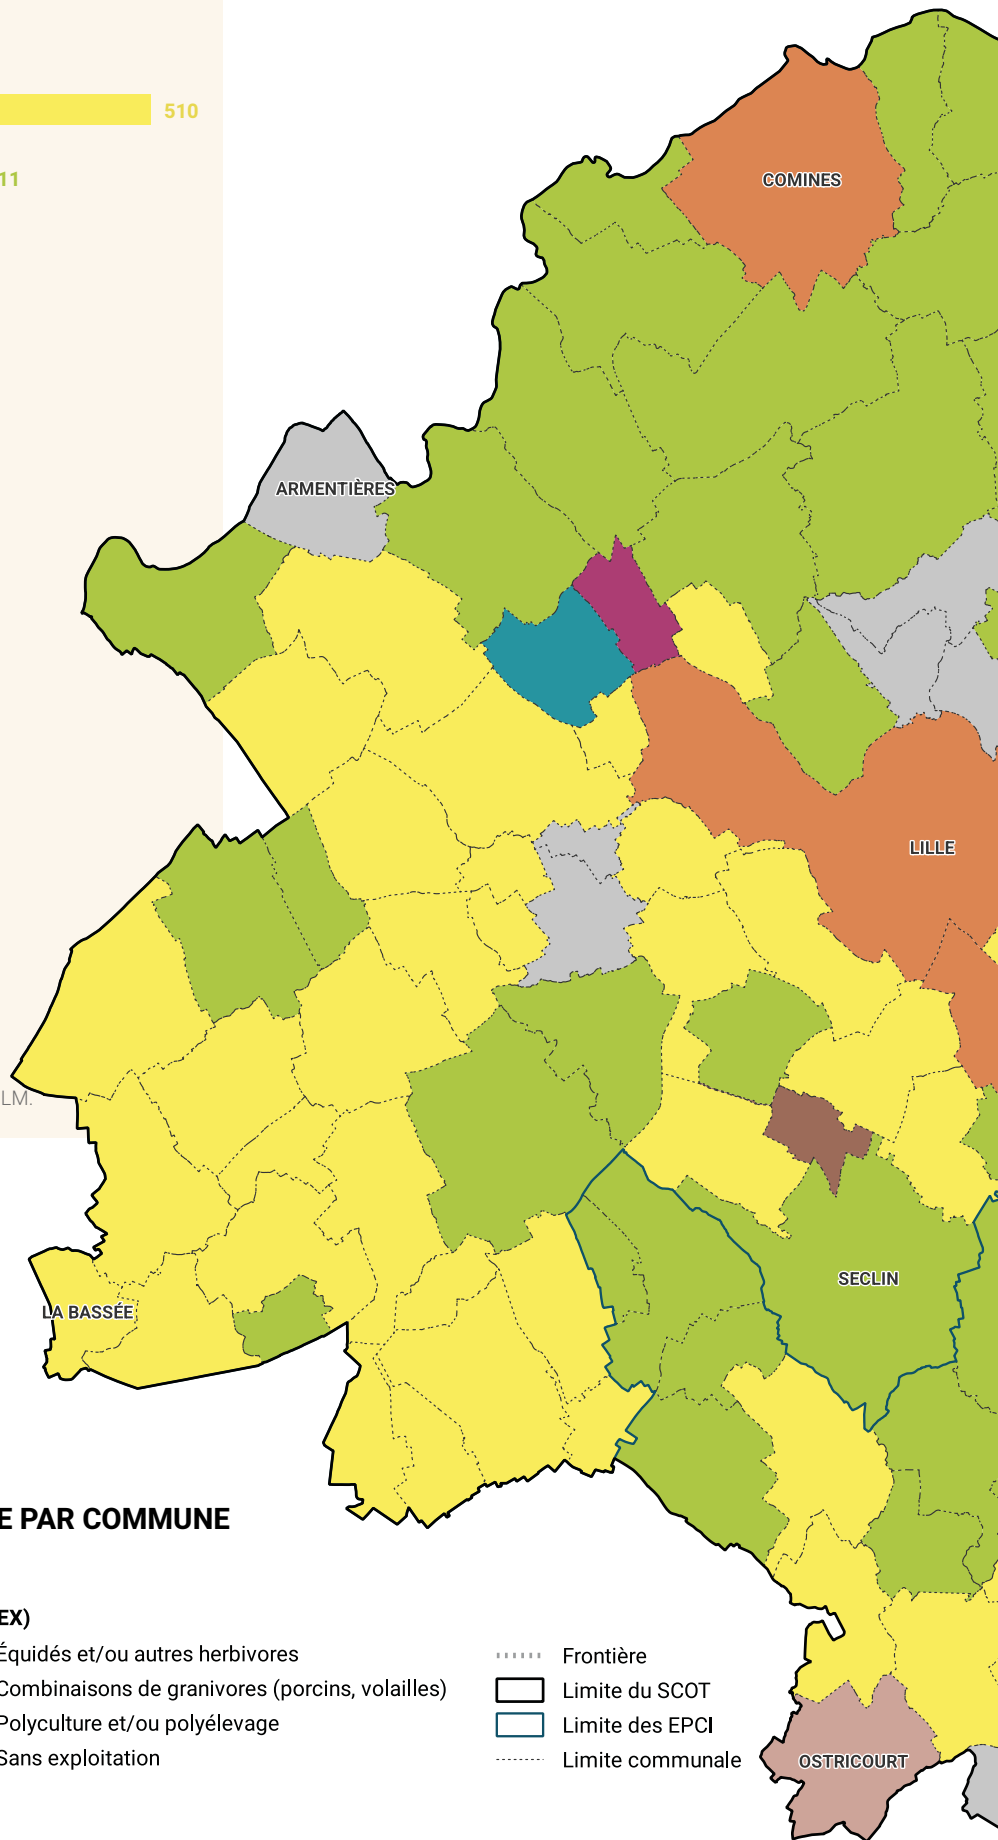 510
11
COMINES
ARMENTIÈRES
LILLE
LM.
SECLIN
LA BASSÉE
E PAR COMMUNE
EX)
Équidés et/ou autres herbivores
Combinaisons de granivores (porcins, volailles)
Polyculture et/ou polyélevage
Sans exploitation
Frontière
Limite du SCOT
Limite des EPCI
Limite communale
OSTRICOURT